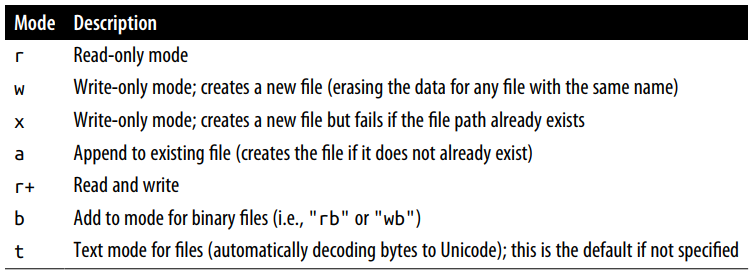 Mode Description
r Read-only mode
w Write-only mode; creates a new file (erasing the data for any file with the same name)
x Write-only mode; creates a new file but fails if the file path already exists
a Append to existing file (creates the file if it does not already exist)
r+ Read and write
b Add to mode for binary files (i.e., "rb" or "wb")
t Text mode for files (automatically decoding bytes to Unicode); this is the default if not specified